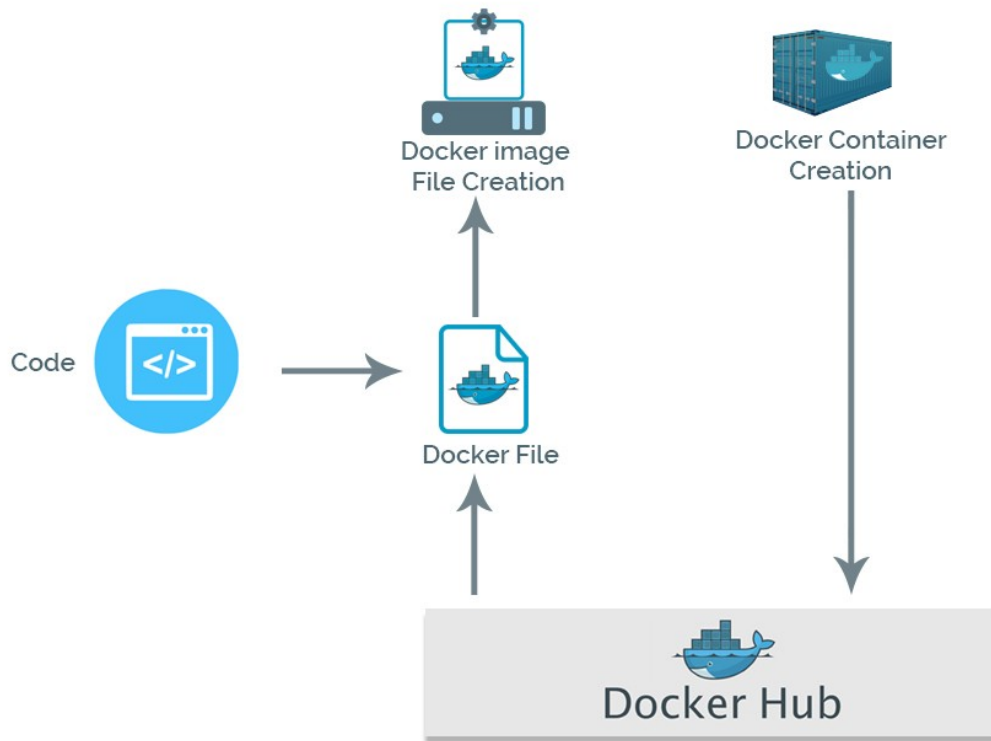 Docker image
File Creation
Docker Container
Creation
Code
</>
Docker File
Docker Hub